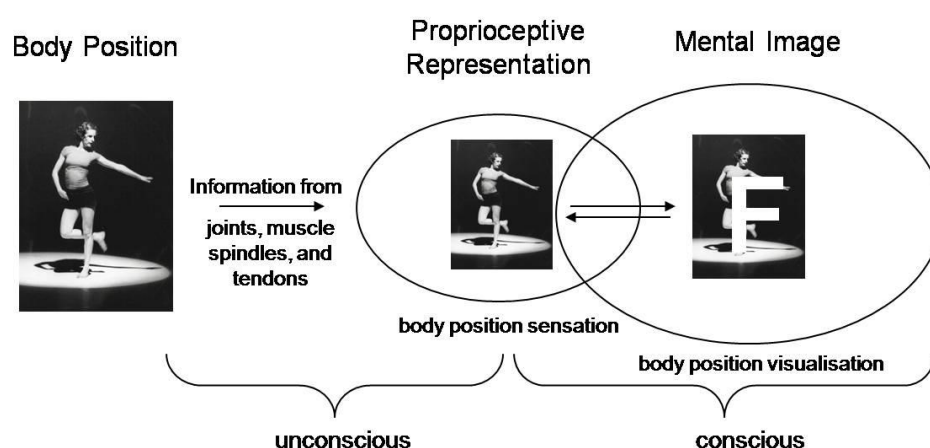 Body Position
Proprioceptive
Representation
Mental Image
Information from
joints, muscle
spindles, and
tendons
F
body position sensation
body position visualisation
unconscious
conscious